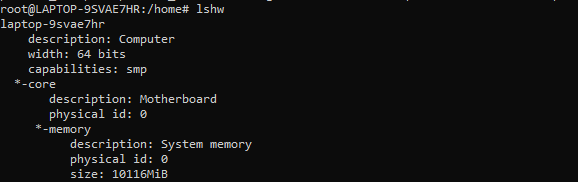 root@LAPTOP-9SVAE7HR:/home# lshw
laptop-9svae7hr
description: Computer
width: 64 bits
capabilities: smp
*-core
description: Motherboard
physical id: 0
*-memory
description: System memory
physical id: 0
size: 10116MiB